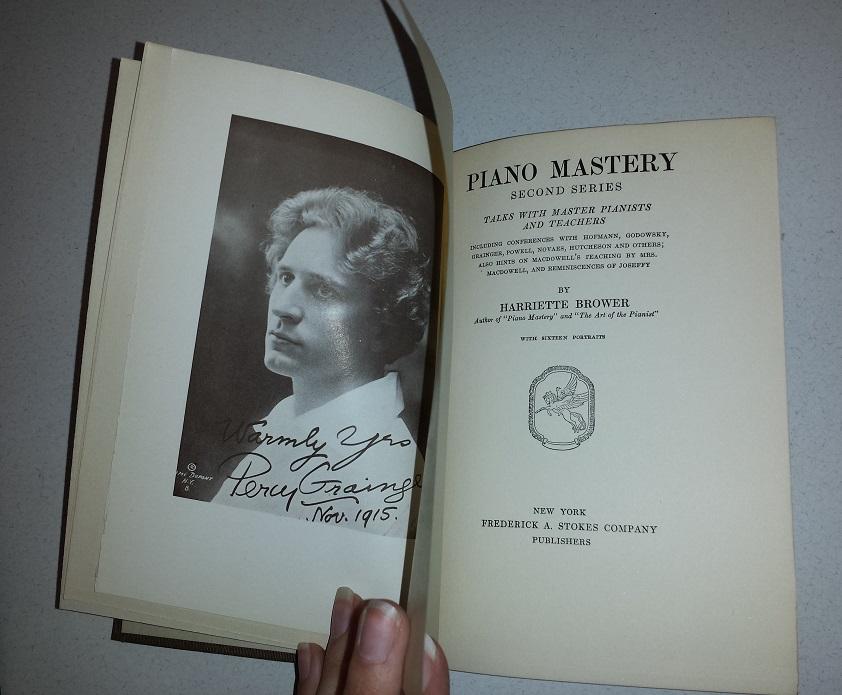 Warmly Yrs
Percy Grainge
Nov. 1915.
©
DUPONT
N.Y.
PIANO MASTERY
SECOND SERIES
TALKS WITH MASTER PIANISTS
AND TEACHERS
INCLUDING CONFERENCES WITH HOFMANN, GODOWSKY,
GRAINGER, POWELL, NOVAES, HUTCHESON AND OTHERS;
ALSO HINTS ON MACDOWELL'S TEACHING BY MRS.
MACDOWELL, AND REMINISCENCES OF JOSEFFY
BY
HARRIETTE BROWER
Author of "Piano Mastery" and "The Art of the Pianist"
WITH SIXTEEN PORTRAITS
NEW YORK
FREDERICK A. STOKES COMPANY
PUBLISHERS